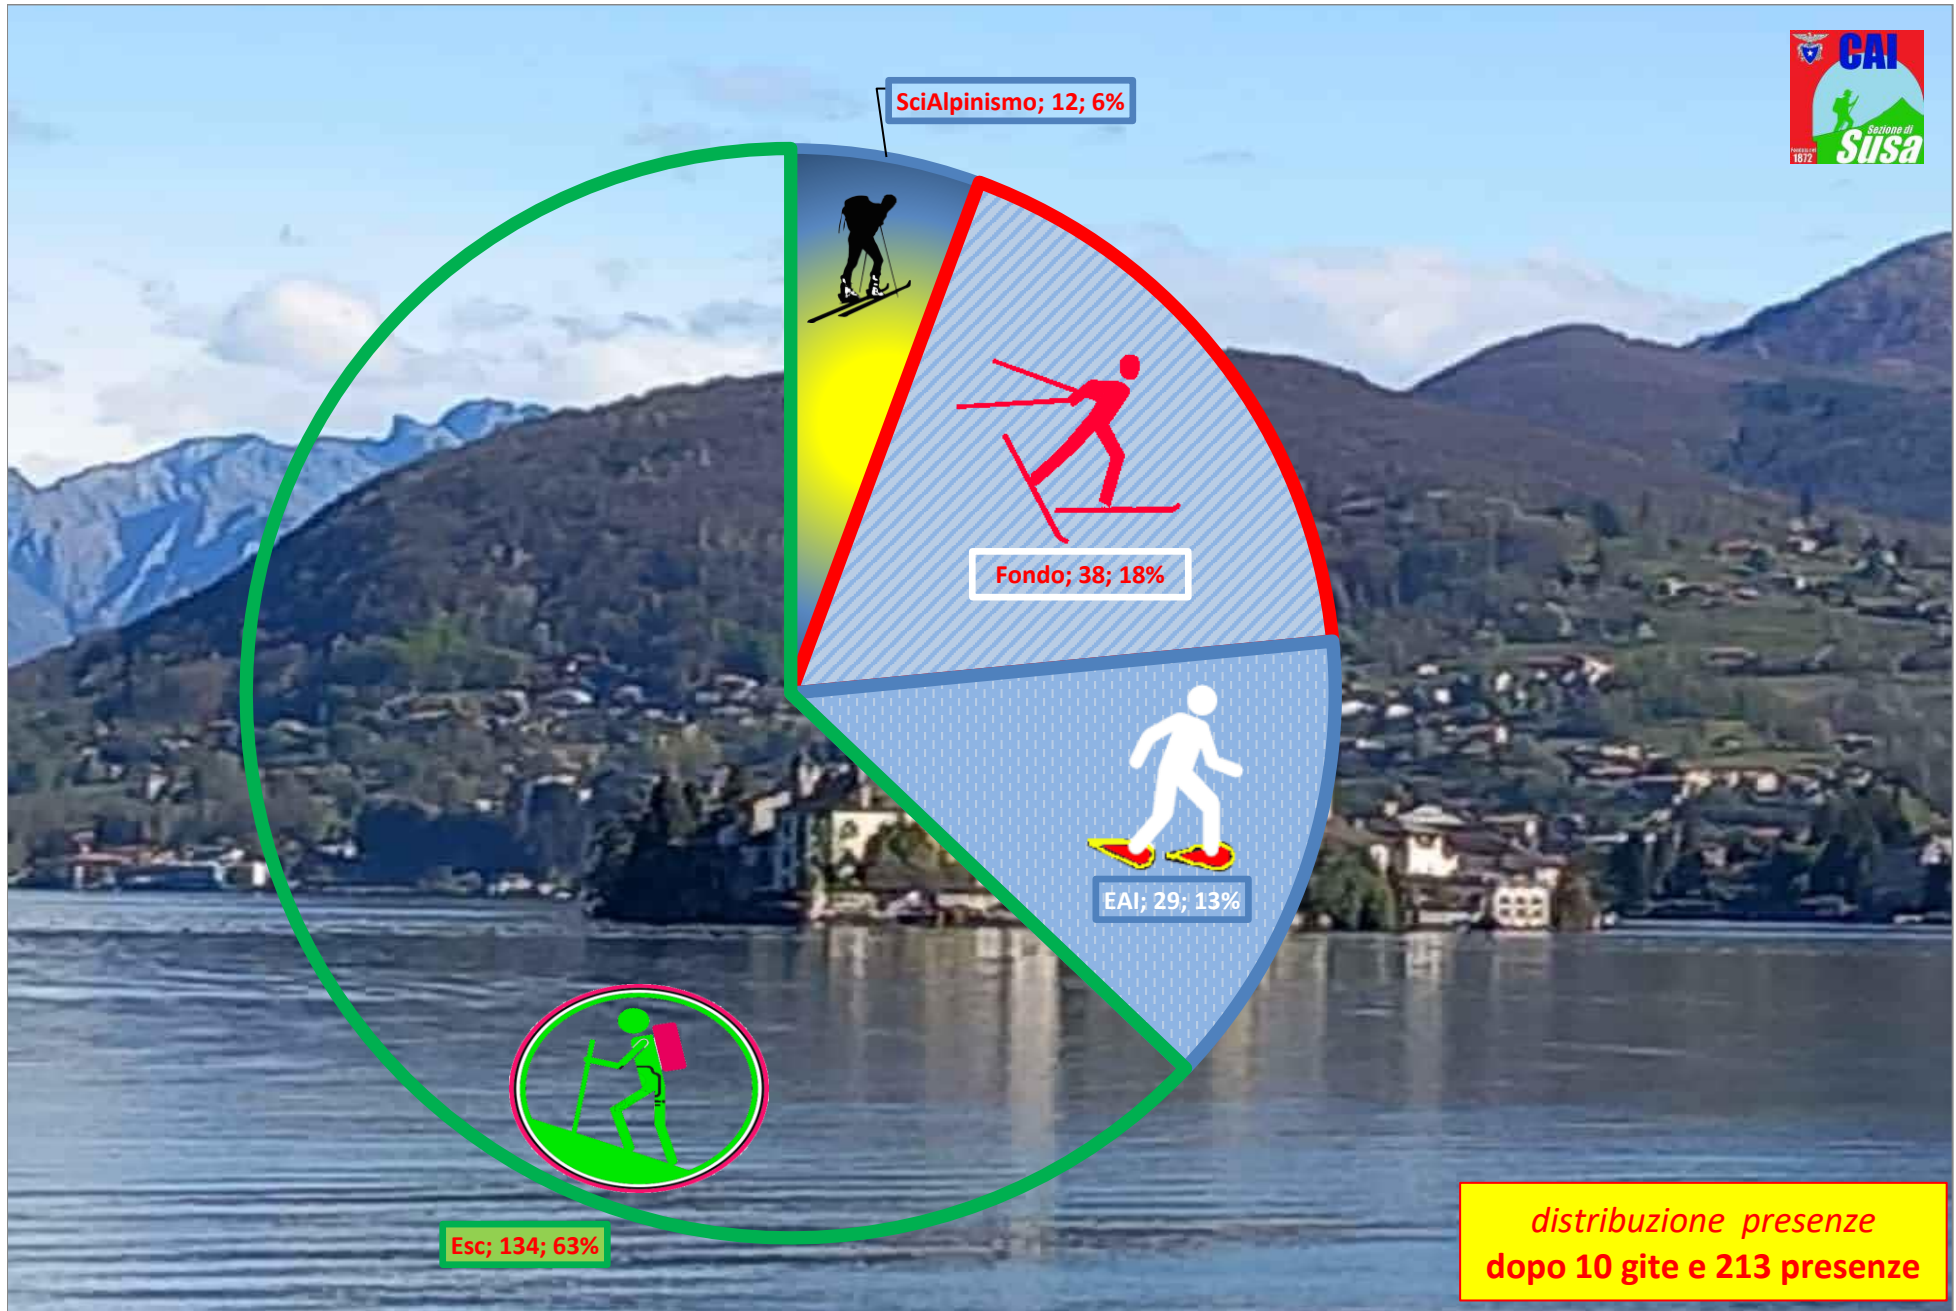 CAI
Sezione di
Susa
1872
SciAlpinismo; 12; 6%
Fondo; 38; 18%
EAI; 29; 13%
Esc; 134; 63%
distribuzione presenze
dopo 10 gite e 213 presenze